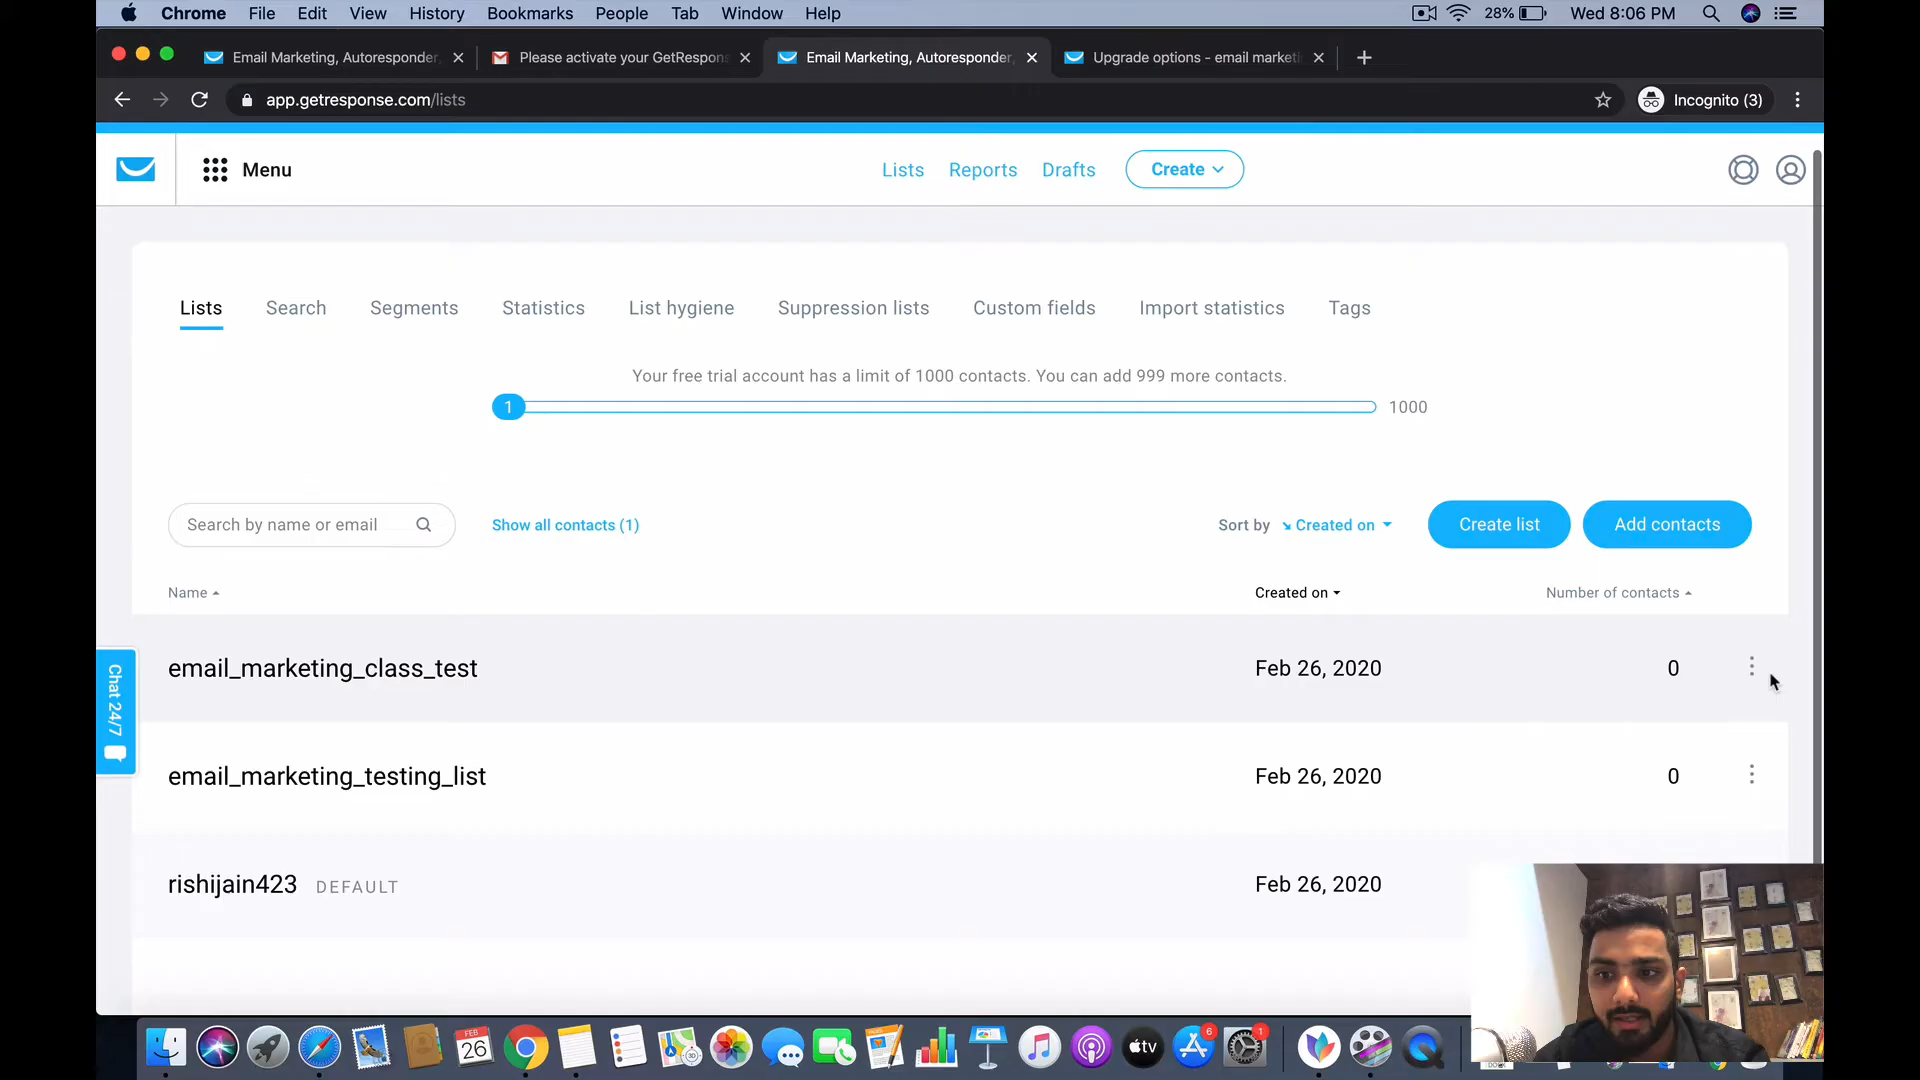 Chrome File Edit View History Bookmarks People Tab Window Help 28% Wed 8:06 PM
Email Marketing, Autoresponder, Please activate your GetRespon Email Marketing, Autoresponder, Upgrade options - email marketi
app.getresponse.com/lists Incognito (3)
Menu Lists Reports Drafts Create
Lists Search Segments Statistics List hygiene Suppression lists Custom fields Import statistics Tags
Your free trial account has a limit of 1000 contacts. You can add 999 more contacts.
1 1000
Search by name or email Show all contacts (1) Sort by Created on Create list Add contacts
Name Created on Number of contacts
email_marketing_class_test Feb 26, 2020 0
Chat 24/7
email_marketing_testing_list Feb 26, 2020 0
rishijain423 DEFAULT Feb 26, 2020
FEB
26
tv
6
1